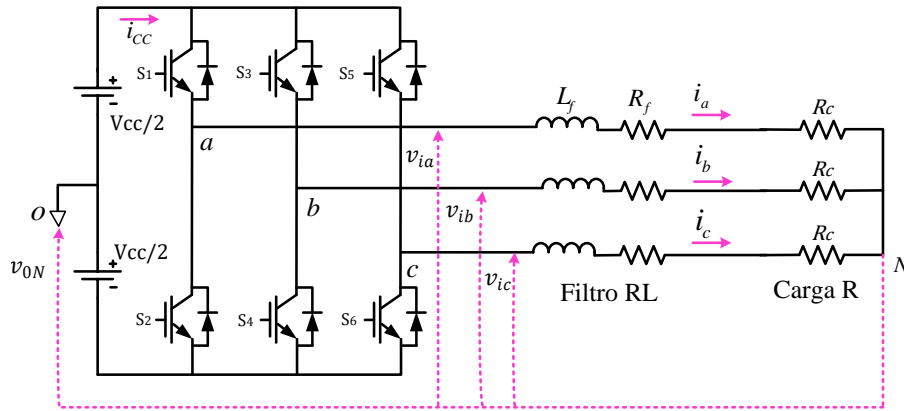 i_CC
S1
S3
S5
+
-
Vcc/2
a
b
c
L_f
R_f
i_a
Rc
v_ia
i_b
Rc
v_ib
i_c
Rc
v_ic
O
v_0N
Vcc/2
+
-
N
Filtro RL
Carga R
S2
S4
S6